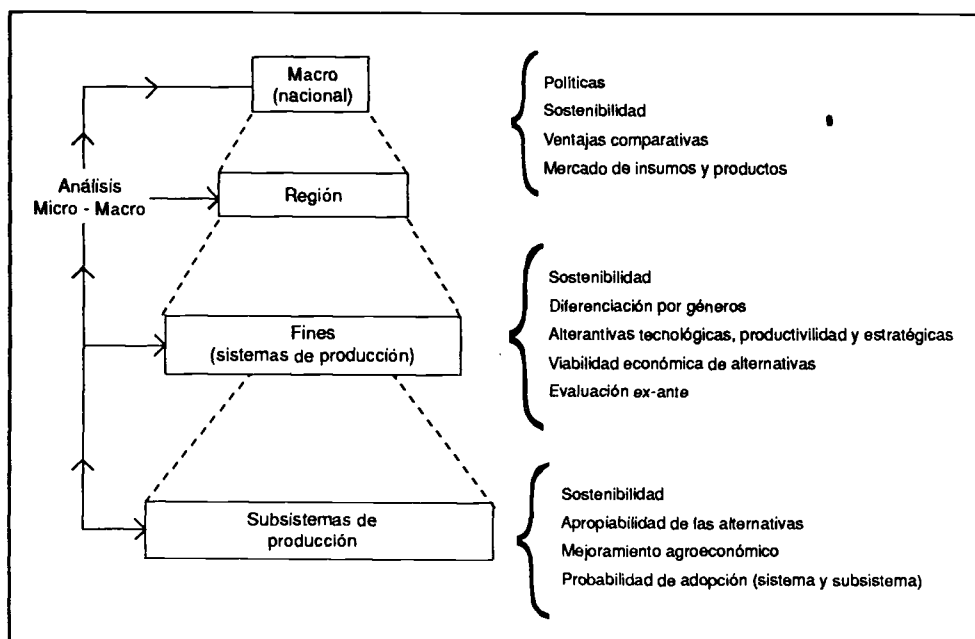 Macro
(nacional)
Región
Análisis
Micro - Macro
Fines
(sistemas de producción)
Subsistemas de
producción
Políticas
Sostenibilidad
Ventajas comparativas
Mercado de insumos y productos
Sostenibilidad
Diferenciación por géneros
Alterantivas tecnológicas, productivilidad y estratégicas
Viabilidad económica de alternativas
Evaluación ex-ante
Sostenibilidad
Apropiabilidad de las alternativas
Mejoramiento agroeconómico
Probabilidad de adopción (sistema y subsistema)